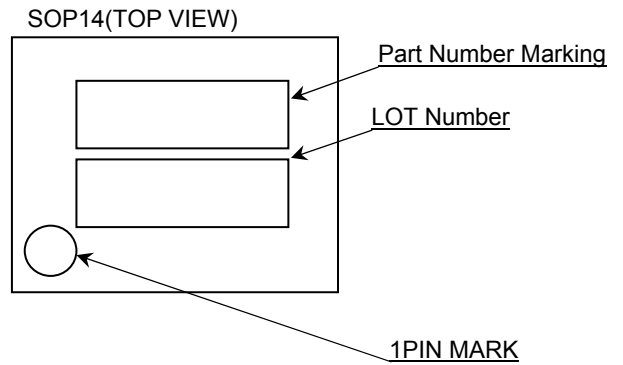 SOP14(TOP VIEW)
Part Number Marking
LOT Number
1PIN MARK